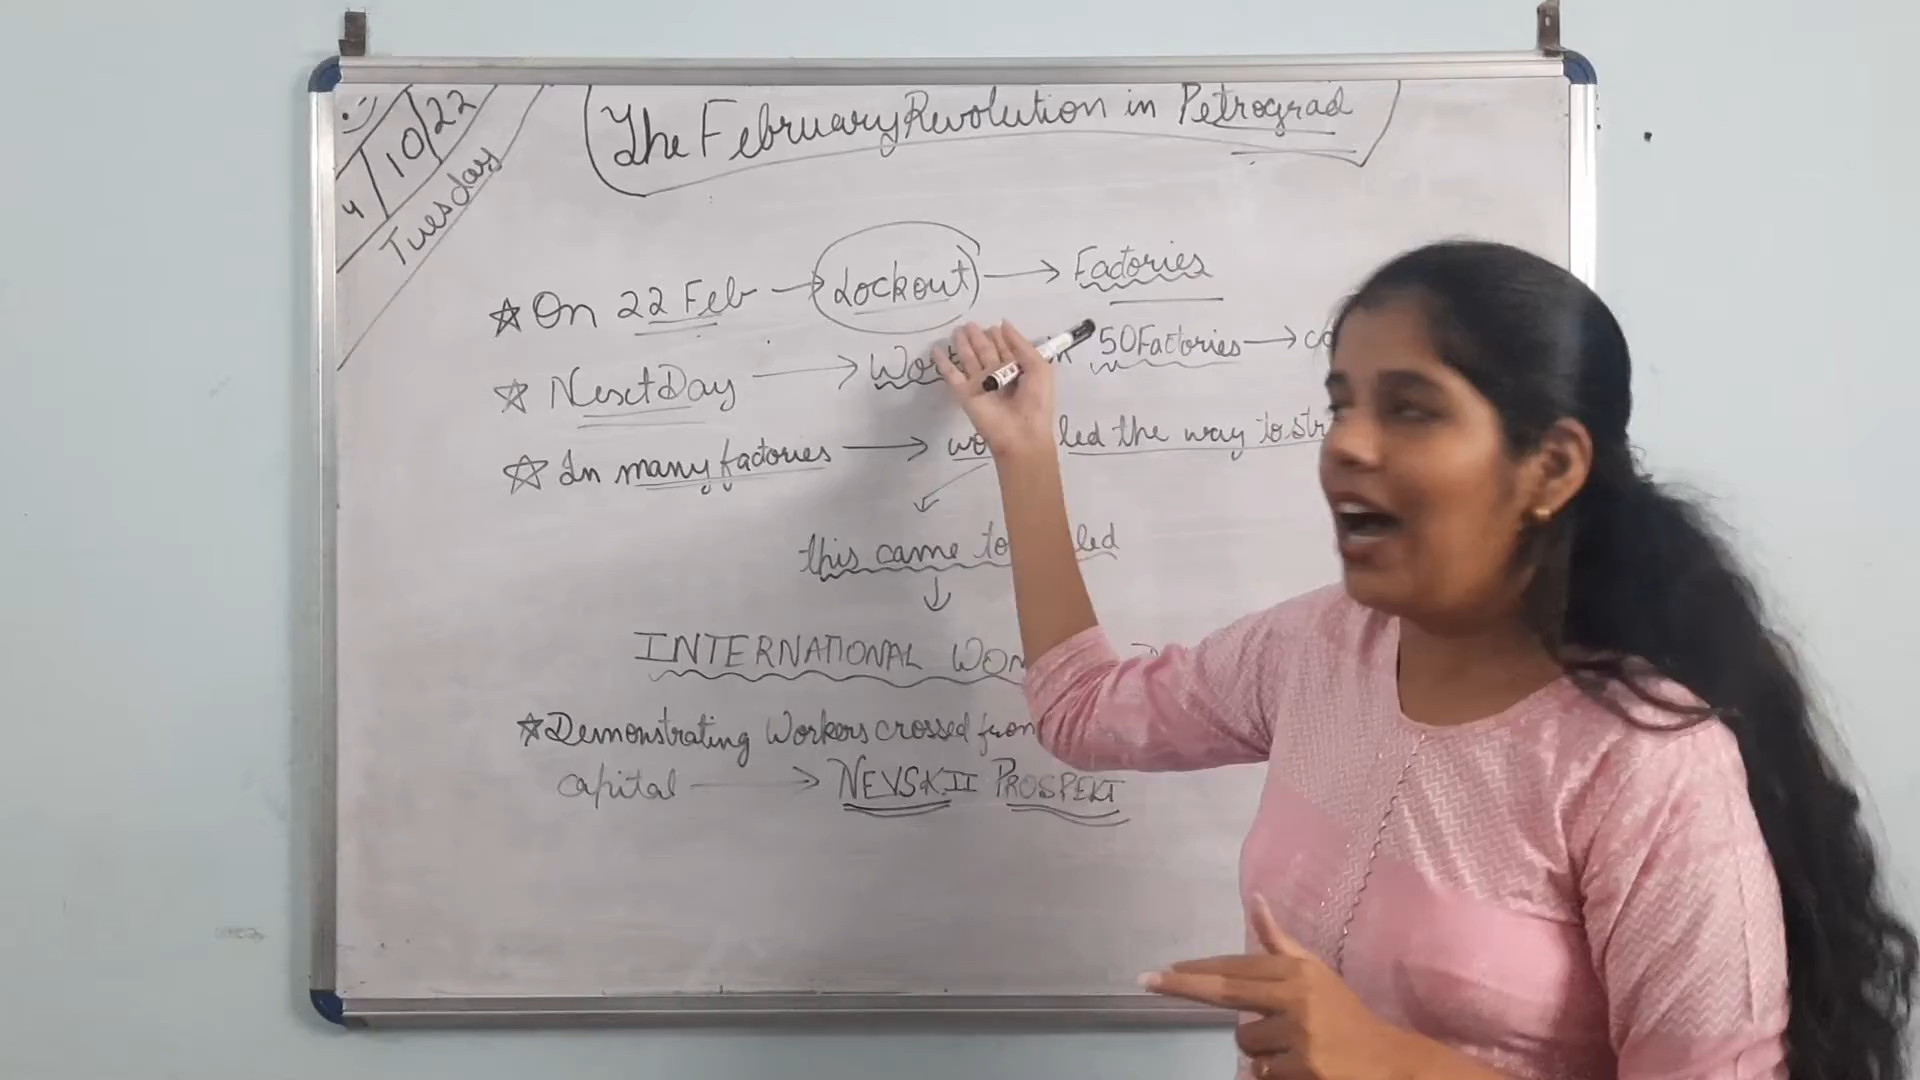 4/10/22
Tuesday
The February Revolution in Petrograd
On 22 Feb → Lockout → Factories
Next Day → in 50 Factories →
In many factories → led the way to
this came to
INTERNATIONAL
Demonstrating Workers crossed from
capital → NEVSKII PROSPEKT